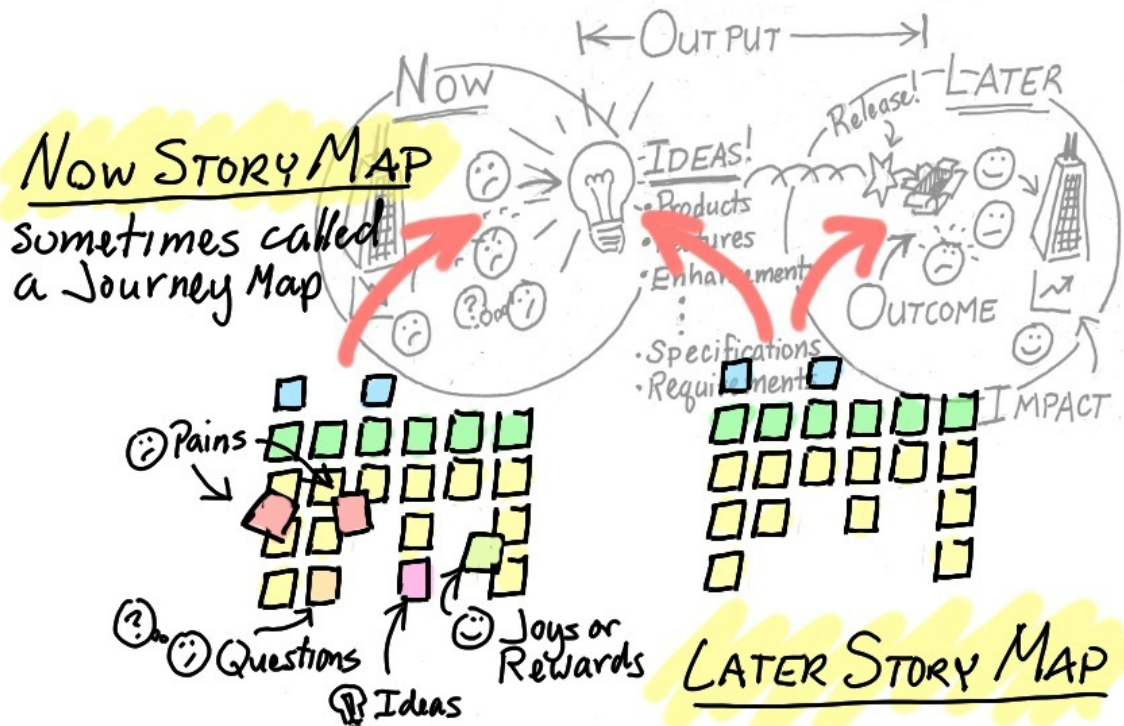 OUTPUT
NOW
LATER
Release!
NOW STORY MAP
sometimes called
a Journey Map
IDEAS!
• Products
• Features
• Enhancements
• Specifications
• Requirements
OUTCOME
IMPACT
Pains
?
?
Questions
Ideas
Joys or
Rewards
LATER STORY MAP